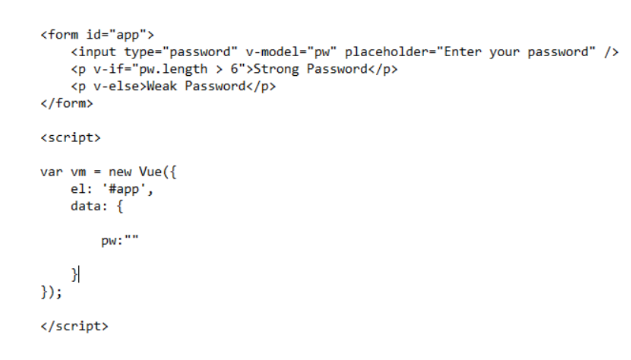 <form id="app">
<input type="password" v-model="pw" placeholder="Enter your password" />
<p v-if="pw.length > 6">Strong Password</p>
<p v-else>Weak Password</p>
</form>
<script>
var vm = new Vue({
el: '#app',
data: {
pw:""
}
});
</script>